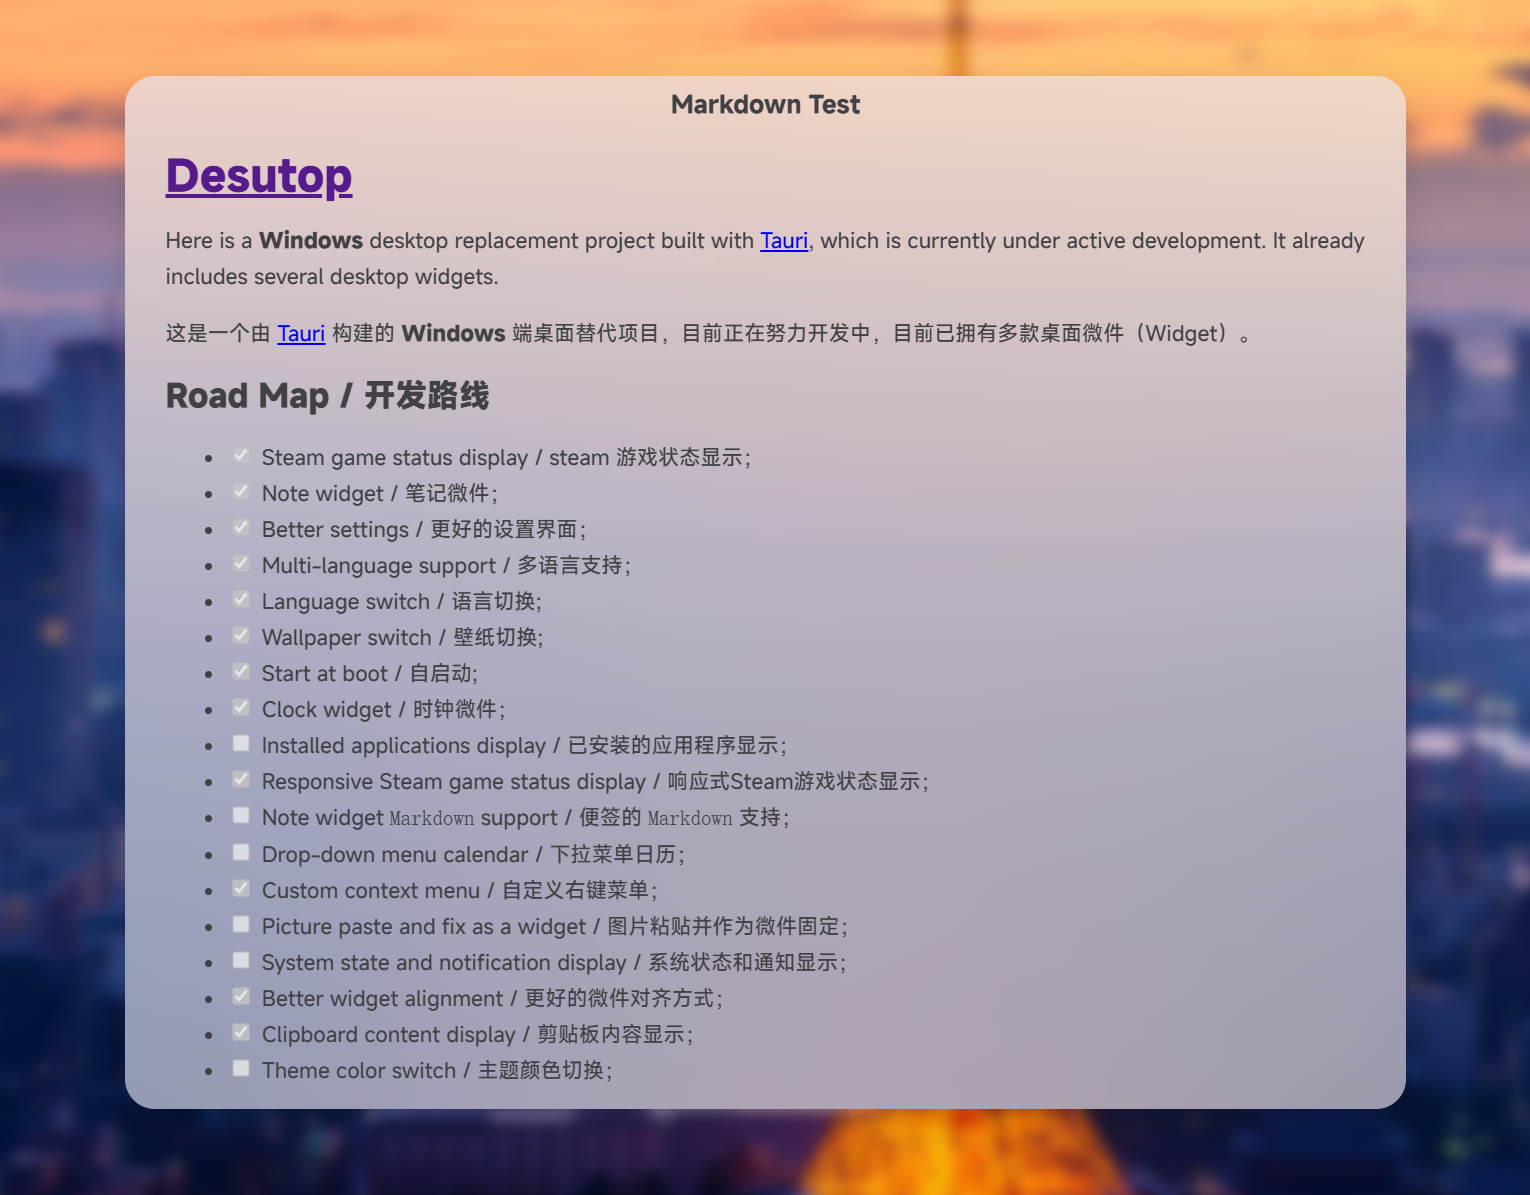 Markdown Test
Desutop
Here is a Windows desktop replacement project built with Tauri, which is currently under active development. It already
includes several desktop widgets.
这是一个由 Tauri 构建的 Windows 端桌面替代项目，目前正在努力开发中，目前已拥有多款桌面微件（Widget）。
Road Map / 开发路线
Steam game status display / steam 游戏状态显示；
Note widget / 笔记微件；
Better settings / 更好的设置界面；
Multi-language support / 多语言支持；
Language switch / 语言切换;
Wallpaper switch / 壁纸切换;
Start at boot / 自启动;
Clock widget / 时钟微件；
Installed applications display / 已安装的应用程序显示；
Responsive Steam game status display / 响应式Steam游戏状态显示；
Note widget Markdown support / 便签的 Markdown 支持；
Drop-down menu calendar / 下拉菜单日历；
Custom context menu / 自定义右键菜单；
Picture paste and fix as a widget / 图片粘贴并作为微件固定；
System state and notification display / 系统状态和通知显示；
Better widget alignment / 更好的微件对齐方式；
Clipboard content display / 剪贴板内容显示；
Theme color switch / 主题颜色切换；